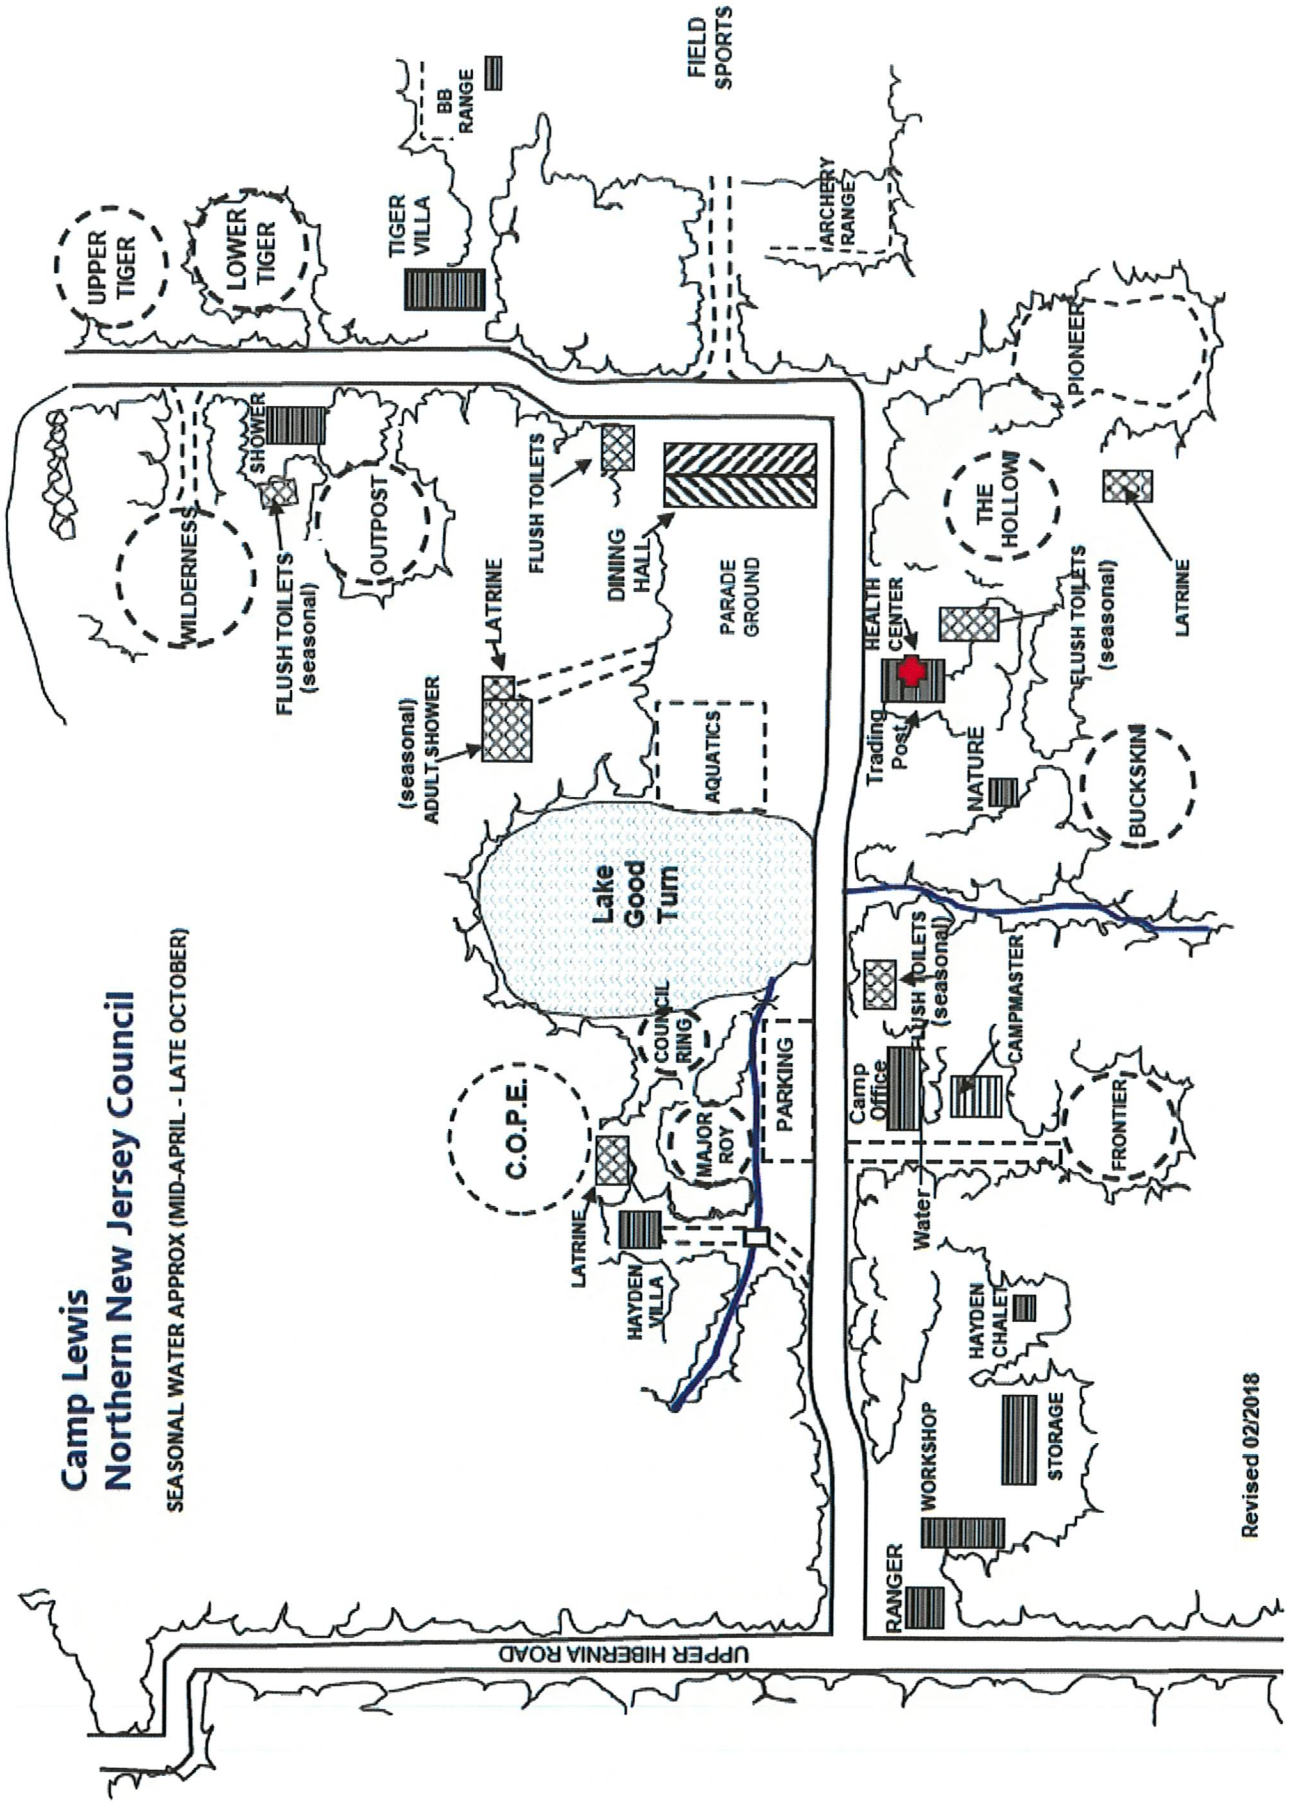 Camp Lewis
Northern New Jersey Council
SEASONAL WATER APPROX (MID-APRIL - LATE OCTOBER)
UPPER HIBERNIA ROAD
RANGER
WORKSHOP
STORAGE
HAYDEN
CHALET
Water
HAYDEN
VILLA
LATRINE
C.O.P.E.
MAJOR
ROY
COUNCIL
RING
PARKING
Camp
Office
FLUSH TOILETS
(seasonal)
CAMPMASTER
FRONTIER
Lake
Good
Turn
AQUATICS
(seasonal)
ADULT SHOWER
LATRINE
PARADE
GROUND
DINING
HALL
FLUSH TOILETS
Trading
Post
HEALTH
CENTER
NATURE
BUCKSKIN
FLUSH TOILETS
(seasonal)
LATRINE
THE
HOLLOW
PIONEER
FLUSH TOILETS
(seasonal)
WILDERNESS
OUTPOST
SHOWER
UPPER
TIGER
LOWER
TIGER
TIGER
VILLA
BB
RANGE
FIELD
SPORTS
ARCHERY
RANGE
Revised 02/2018